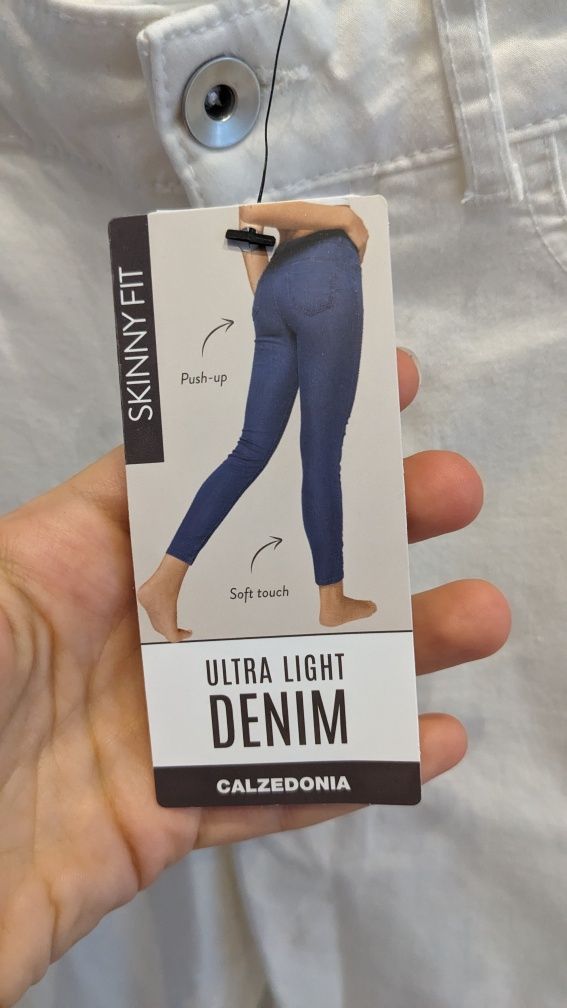 SKINNY FIT
Push-up
Soft touch
ULTRA LIGHT
DENIM
CALZEDONIA